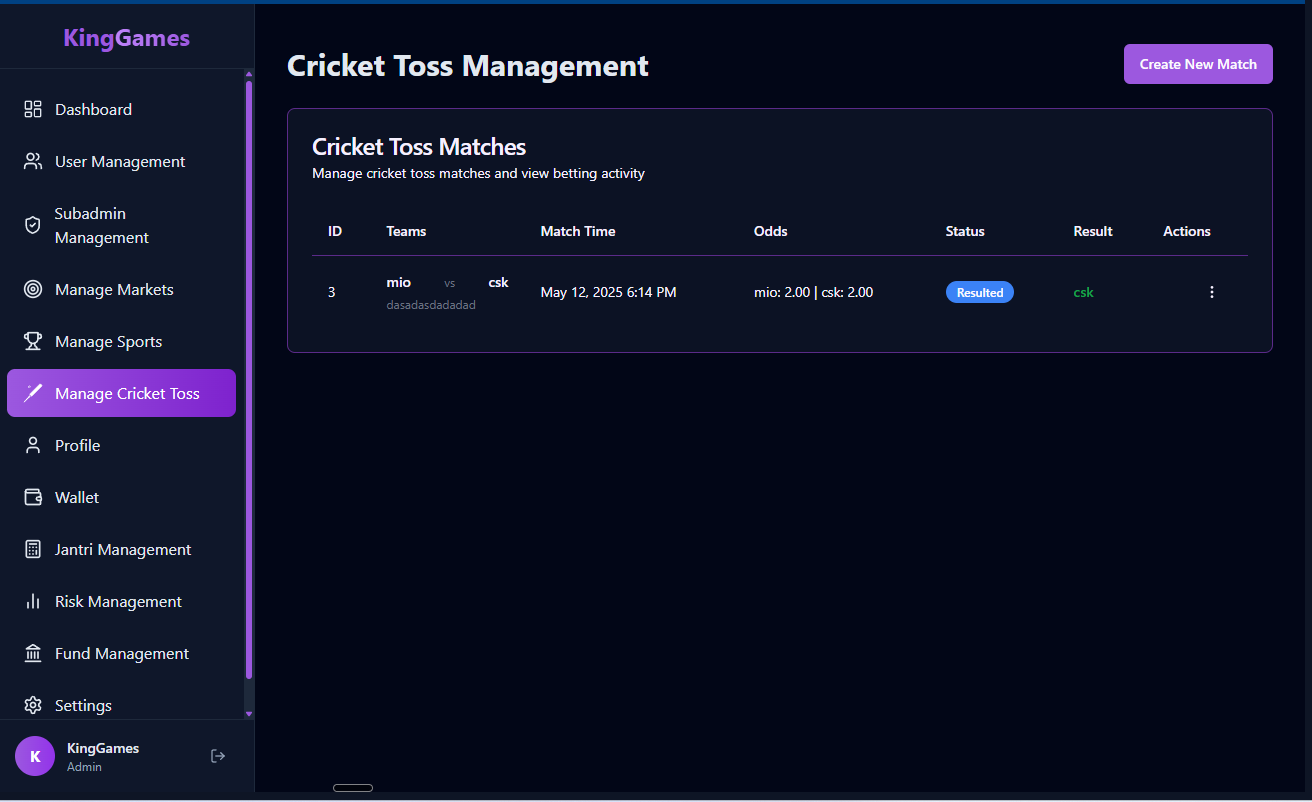 KingGames
Dashboard
User Management
Subadmin
Management
Manage Markets
Manage Sports
Manage Cricket Toss
Profile
Wallet
Jantri Management
Risk Management
Fund Management
Settings
K
KingGames
Admin
Cricket Toss Management
Create New Match
Cricket Toss Matches
Manage cricket toss matches and view betting activity
ID Teams Match Time Odds Status Result Actions
3 mio vs csk May 12, 2025 6:14 PM mio: 2.00 | csk: 2.00 Resulted csk
dasadasdadadad